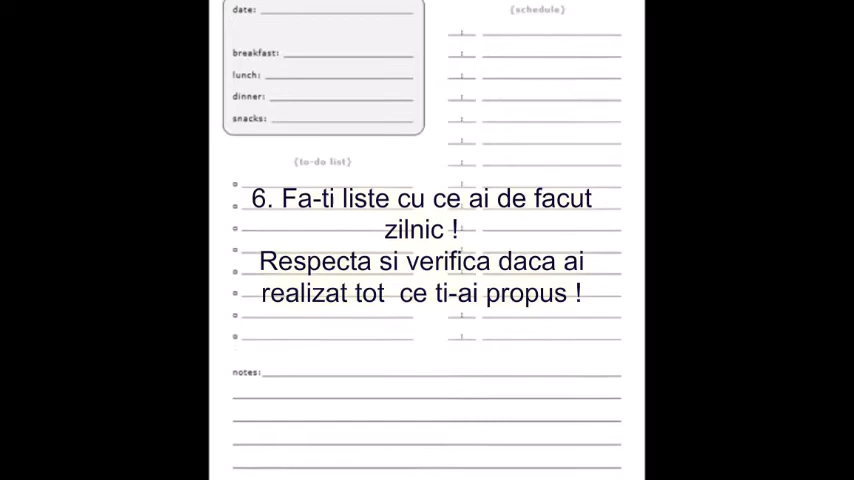 date:
{schedule}
breakfast:
lunch:
dinner:
snacks:
{to-do list}
6. Fa-ti liste cu ce ai de facut
zilnic !
Respecta si verifica daca ai
realizat tot ce ti-ai propus !
notes: